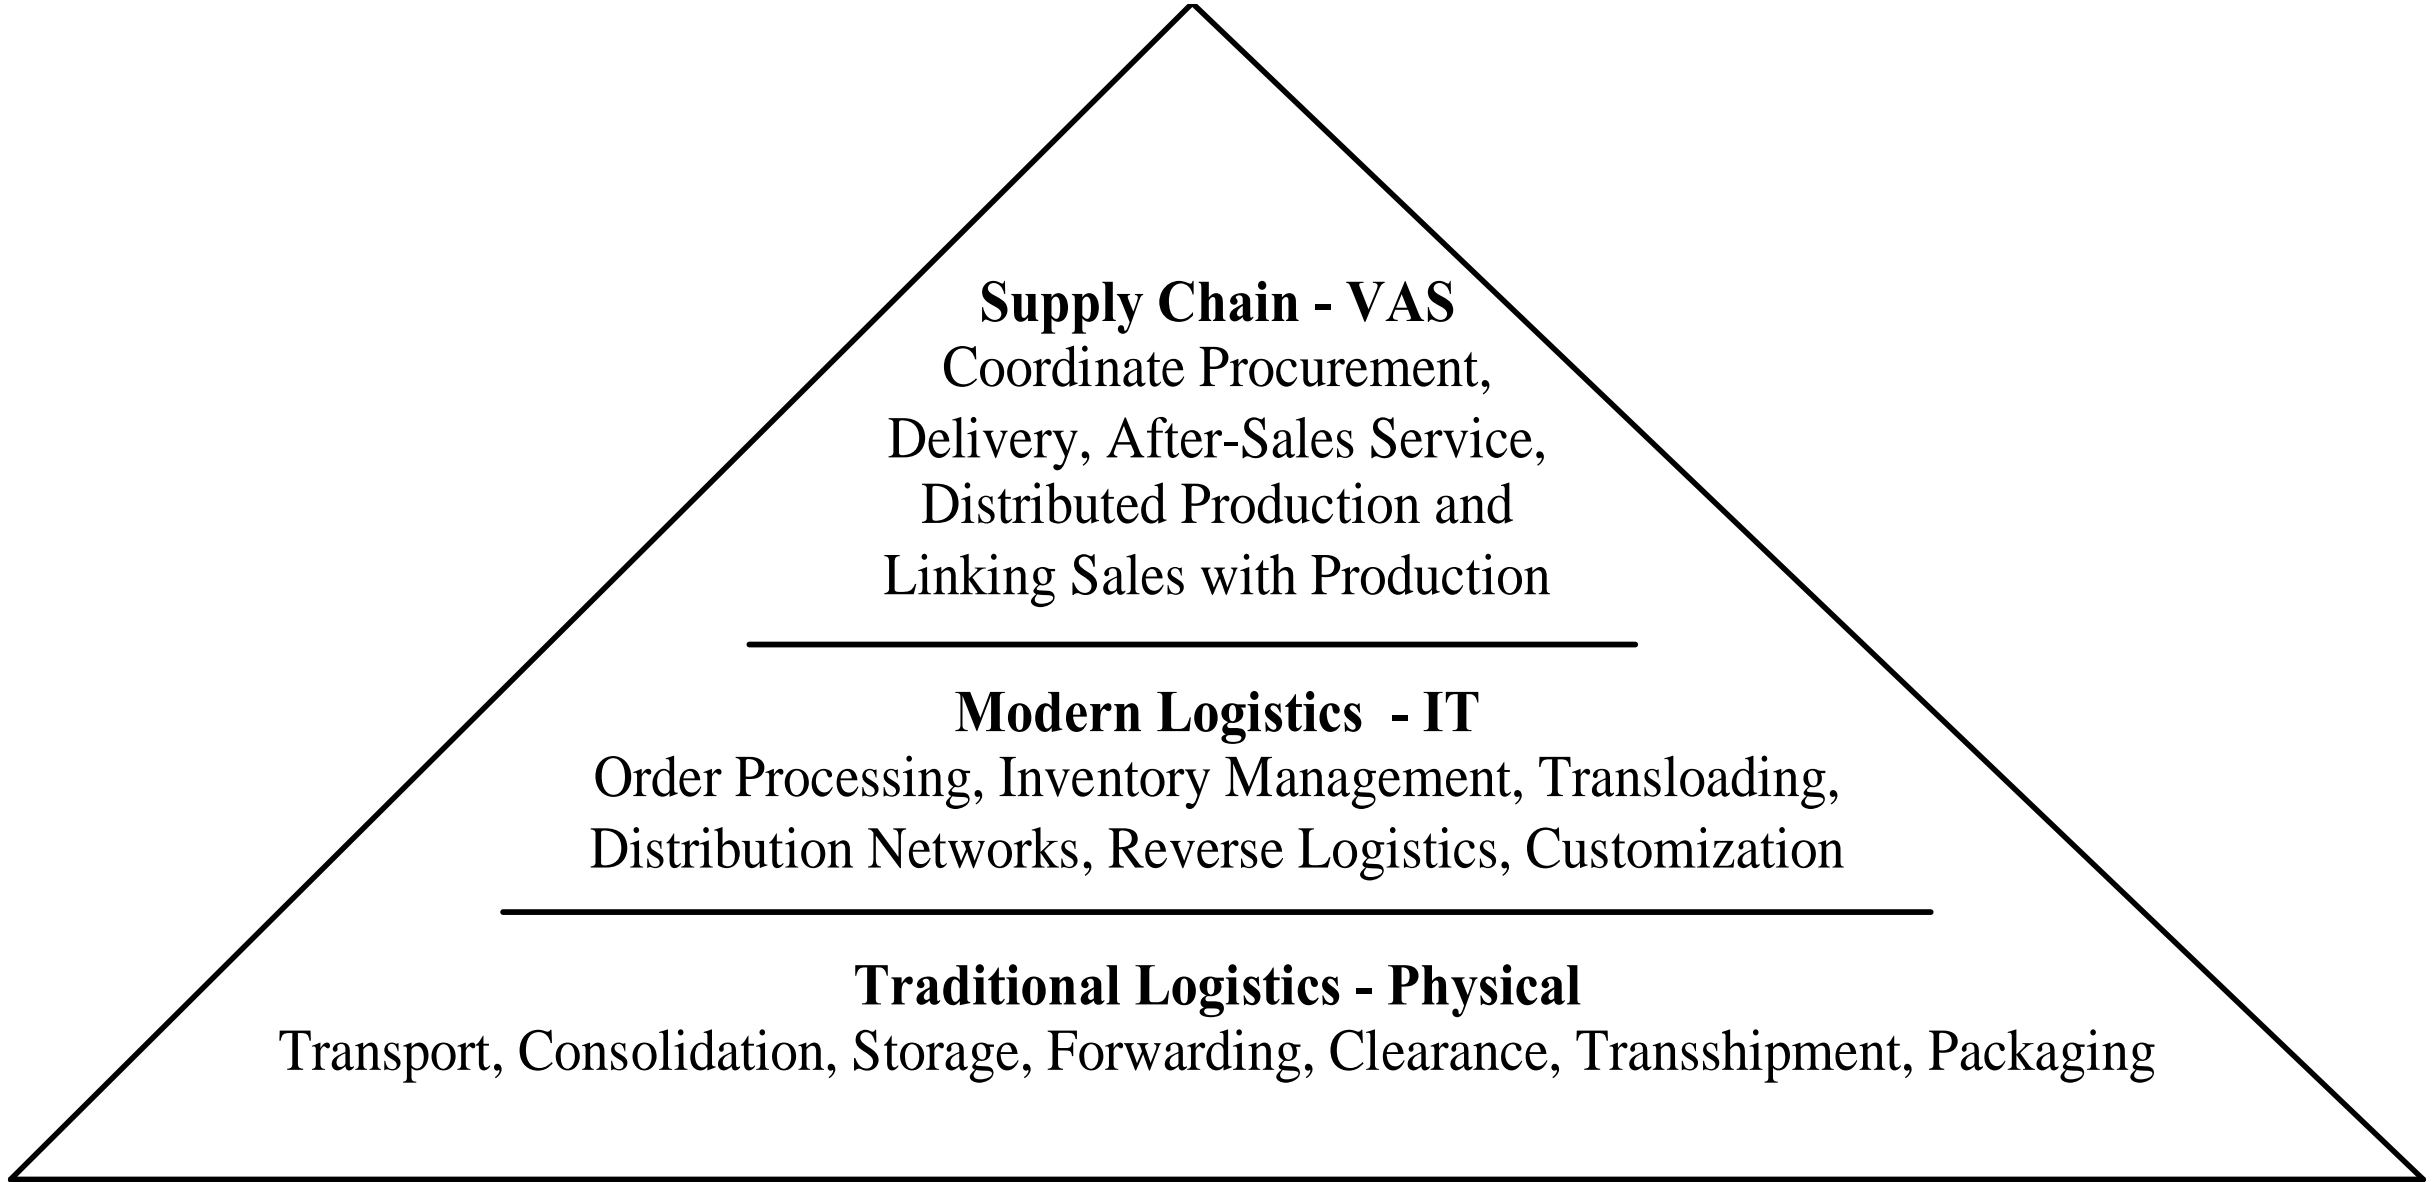 Supply Chain - VAS
Coordinate Procurement,
Delivery, After-Sales Service,
Distributed Production and
Linking Sales with Production
Modern Logistics  - IT
Order Processing, Inventory Management, Transloading,
Distribution Networks, Reverse Logistics, Customization
Traditional Logistics - Physical
Transport, Consolidation, Storage, Forwarding, Clearance, Transshipment, Packaging